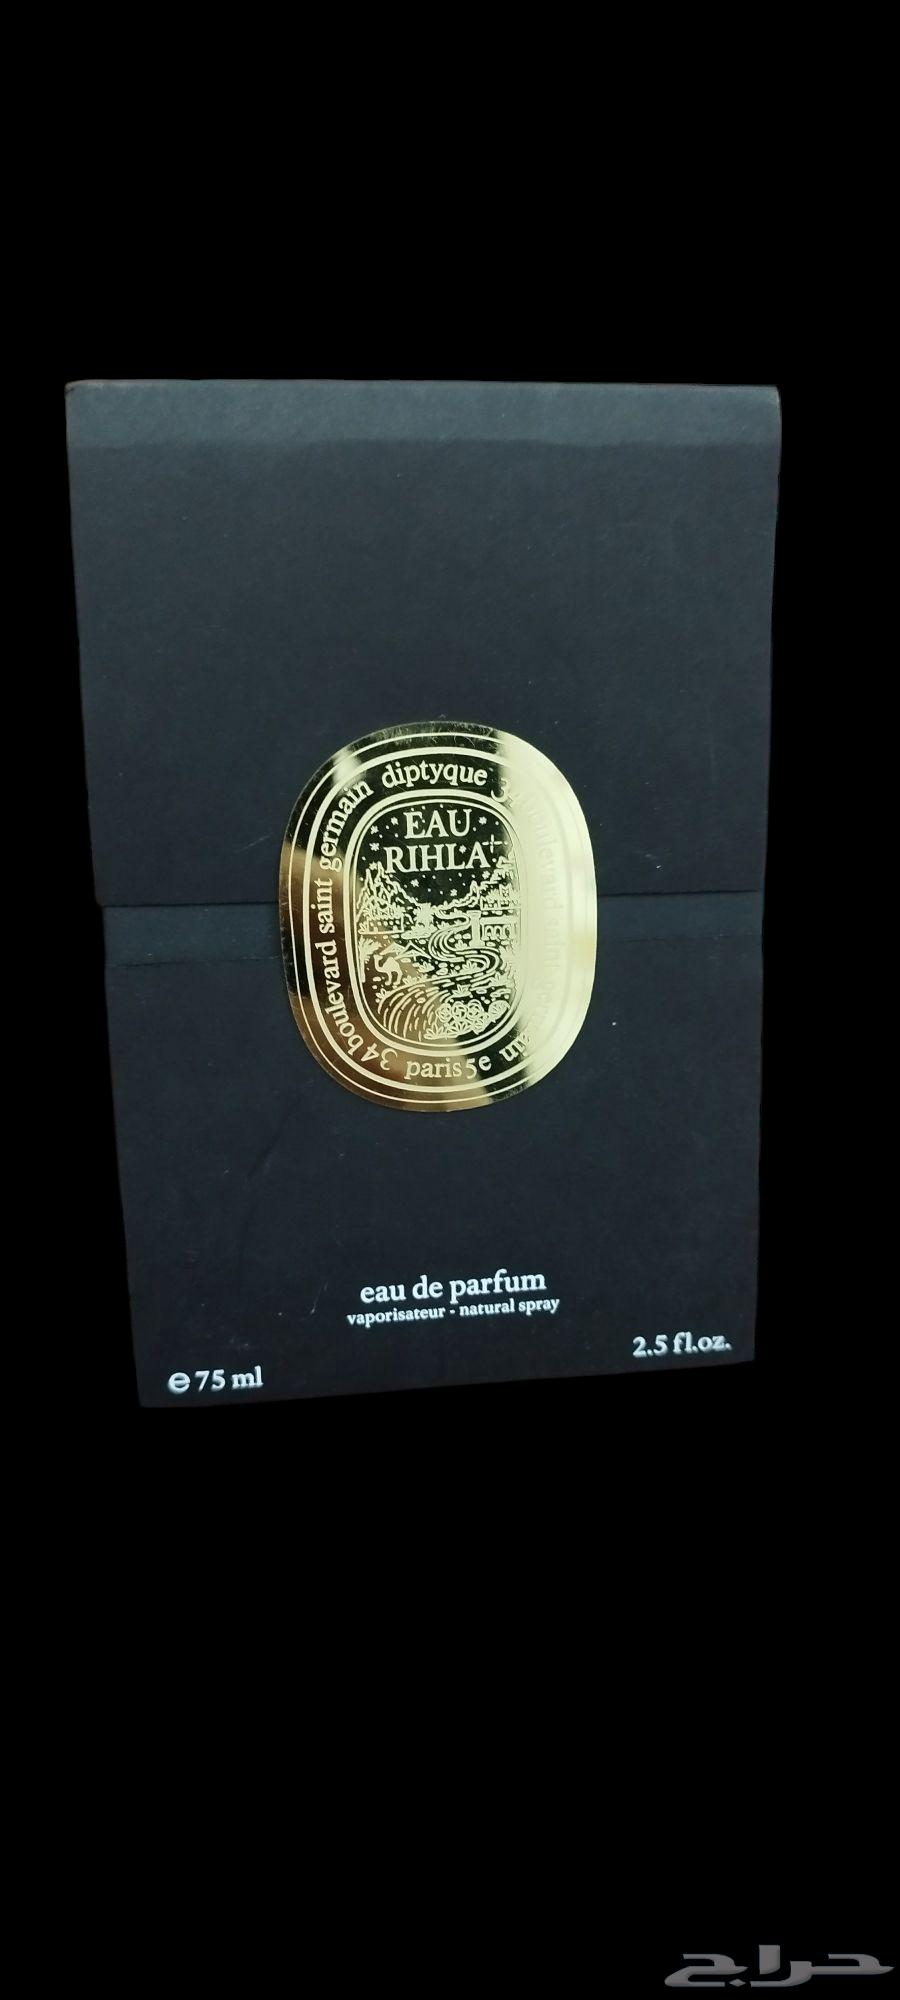 diptyque
34 boulevard saint germain
EAU
RIHLA
paris 5e
34 boulevard saint germain
eau de parfum
vaporisateur - natural spray
e 75 ml
2.5 fl.oz.
حراج